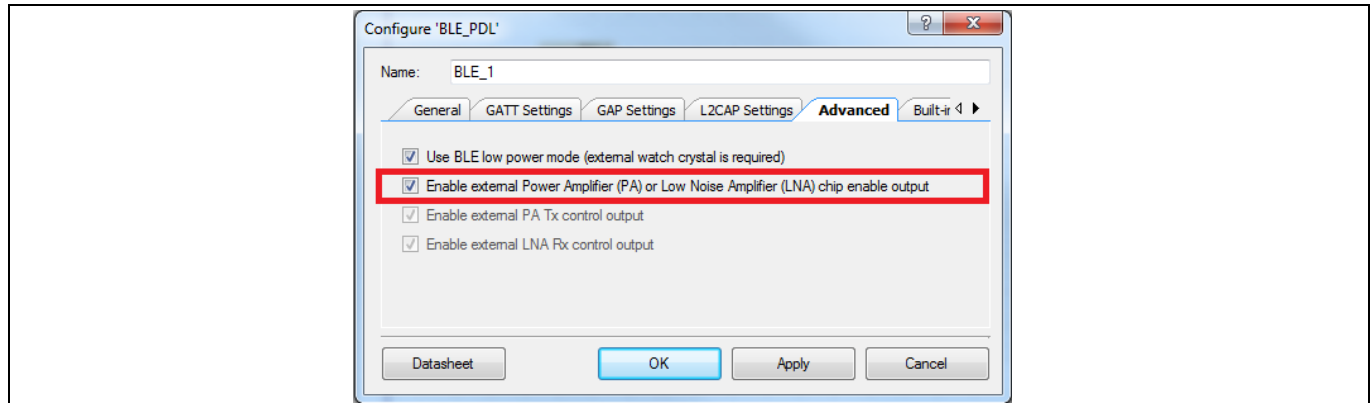 Configure 'BLE_PDL'
Name: BLE_1
General GATT Settings GAP Settings L2CAP Settings Advanced
Use BLE low power mode (external watch crystal is required)
Enable external Power Amplifier (PA) or Low Noise Amplifier (LNA) chip enable output
Enable external PA Tx control output
Enable external LNA Rx control output
Datasheet OK Apply Cancel